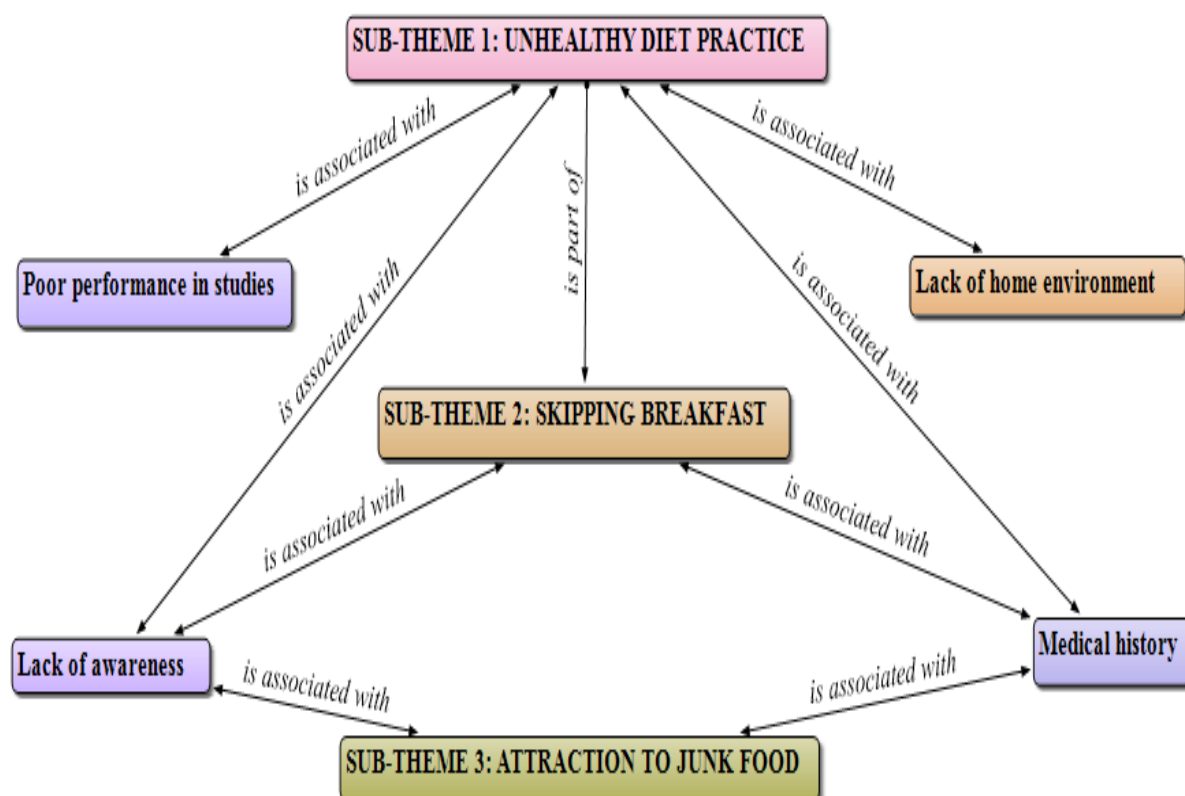 SUB-THEME 1: UNHEALTHY DIET PRACTICE
is associated with
is associated with
is part of
is associated with
is associated with
Poor performance in studies
Lack of home environment
SUB-THEME 2: SKIPPING BREAKFAST
is associated with
is associated with
Lack of awareness
Medical history
is associated with
is associated with
SUB-THEME 3: ATTRACTION TO JUNK FOOD